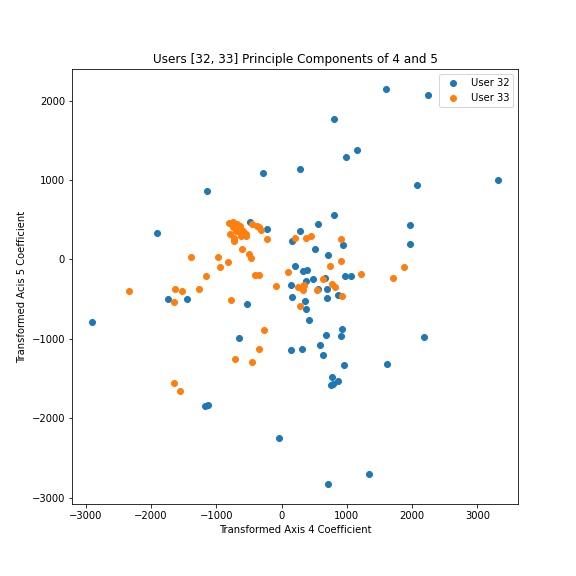 Users [32, 33] Principle Components of 4 and 5
User 32
User 33
2000
1000
0
−1000
−2000
−3000
Transformed Acis 5 Coefficient
−3000 −2000 −1000 0 1000 2000 3000
Transformed Axis 4 Coefficient